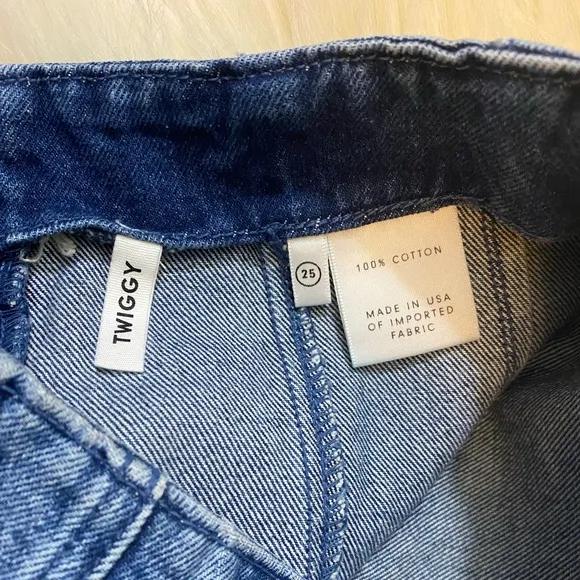 TWIGGY
25
100% COTTON
MADE IN USA
OF IMPORTED
FABRIC